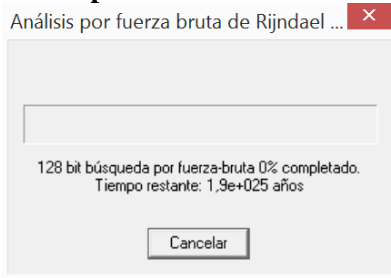 Análisis por fuerza bruta de Rijndael ...
128 bit búsqueda por fuerza-bruta 0% completado.
Tiempo restante: 1,9e+025 años
Cancelar